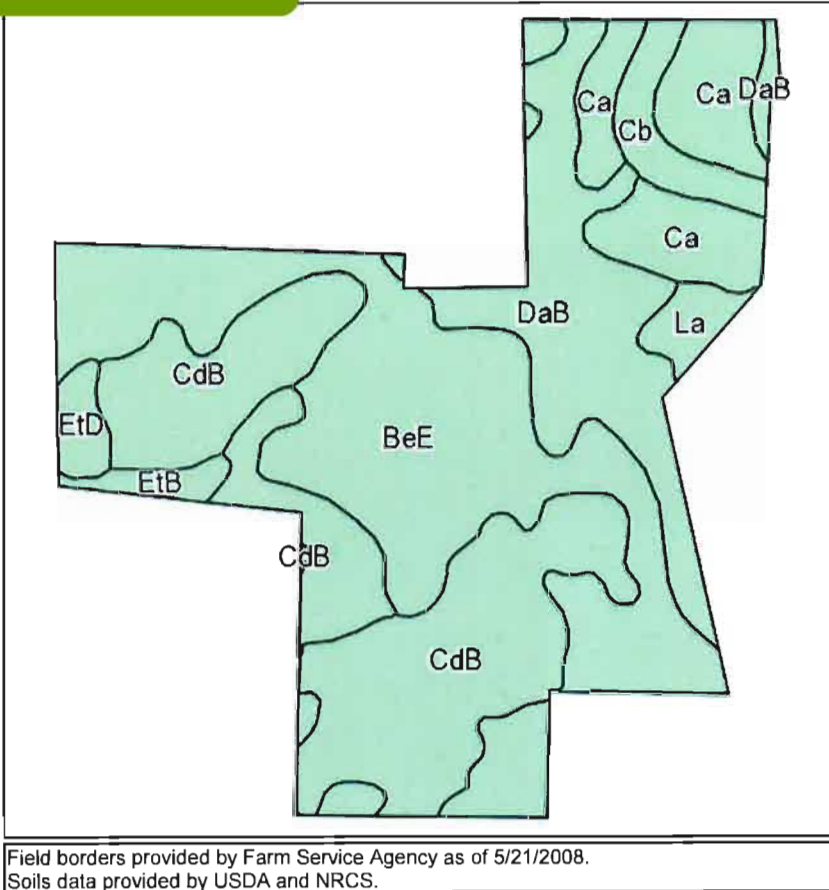 Ca
DaB
Ca
Cb
Ca
DaB
La
CdB
EtD
BeE
EtB
CdB
CdB
Field borders provided by Farm Service Agency as of 5/21/2008.
Soils data provided by USDA and NRCS.